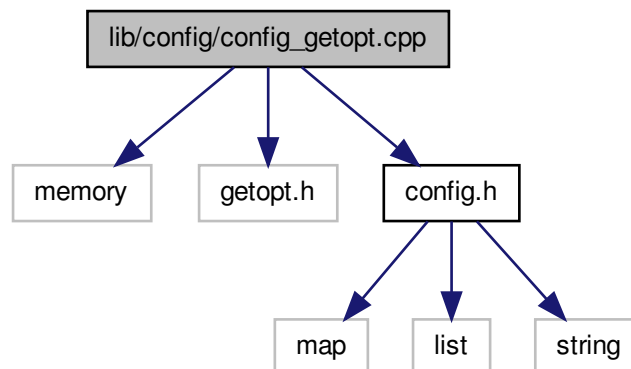 lib/config/config_getopt.cpp
memory
getopt.h
config.h
map
list
string